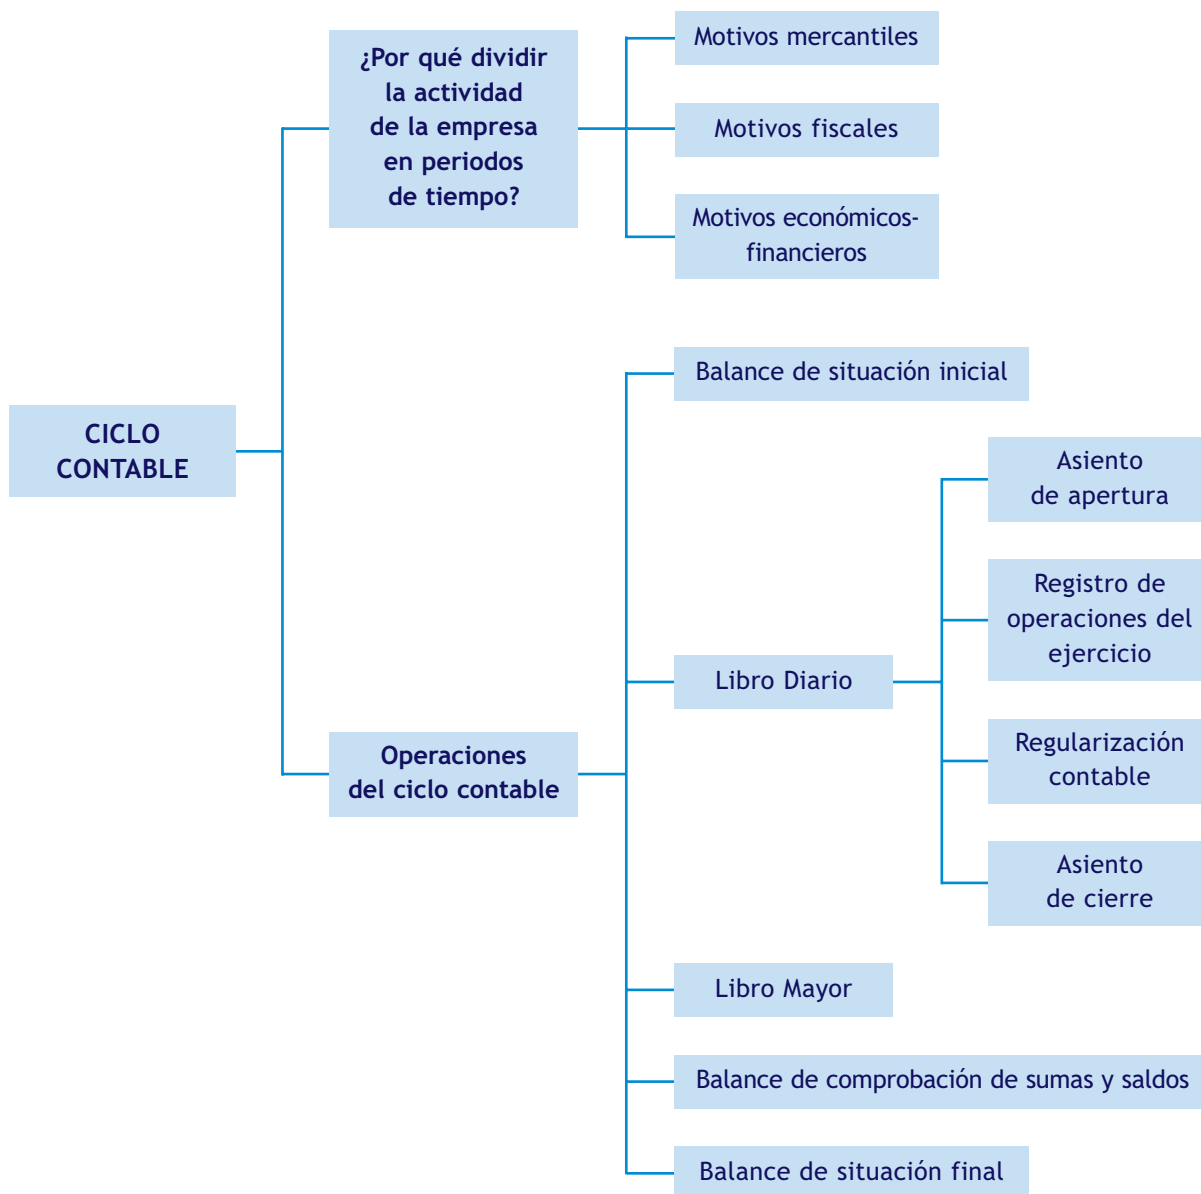 ¿Por qué dividir
la actividad
de la empresa
en periodos
de tiempo?
Motivos mercantiles
Motivos fiscales
Motivos económicos-
financieros
CICLO
CONTABLE
Operaciones
del ciclo contable
Balance de situación inicial
Libro Diario
Asiento
de apertura
Registro de
operaciones del
ejercicio
Regularización
contable
Asiento
de cierre
Libro Mayor
Balance de comprobación de sumas y saldos
Balance de situación final